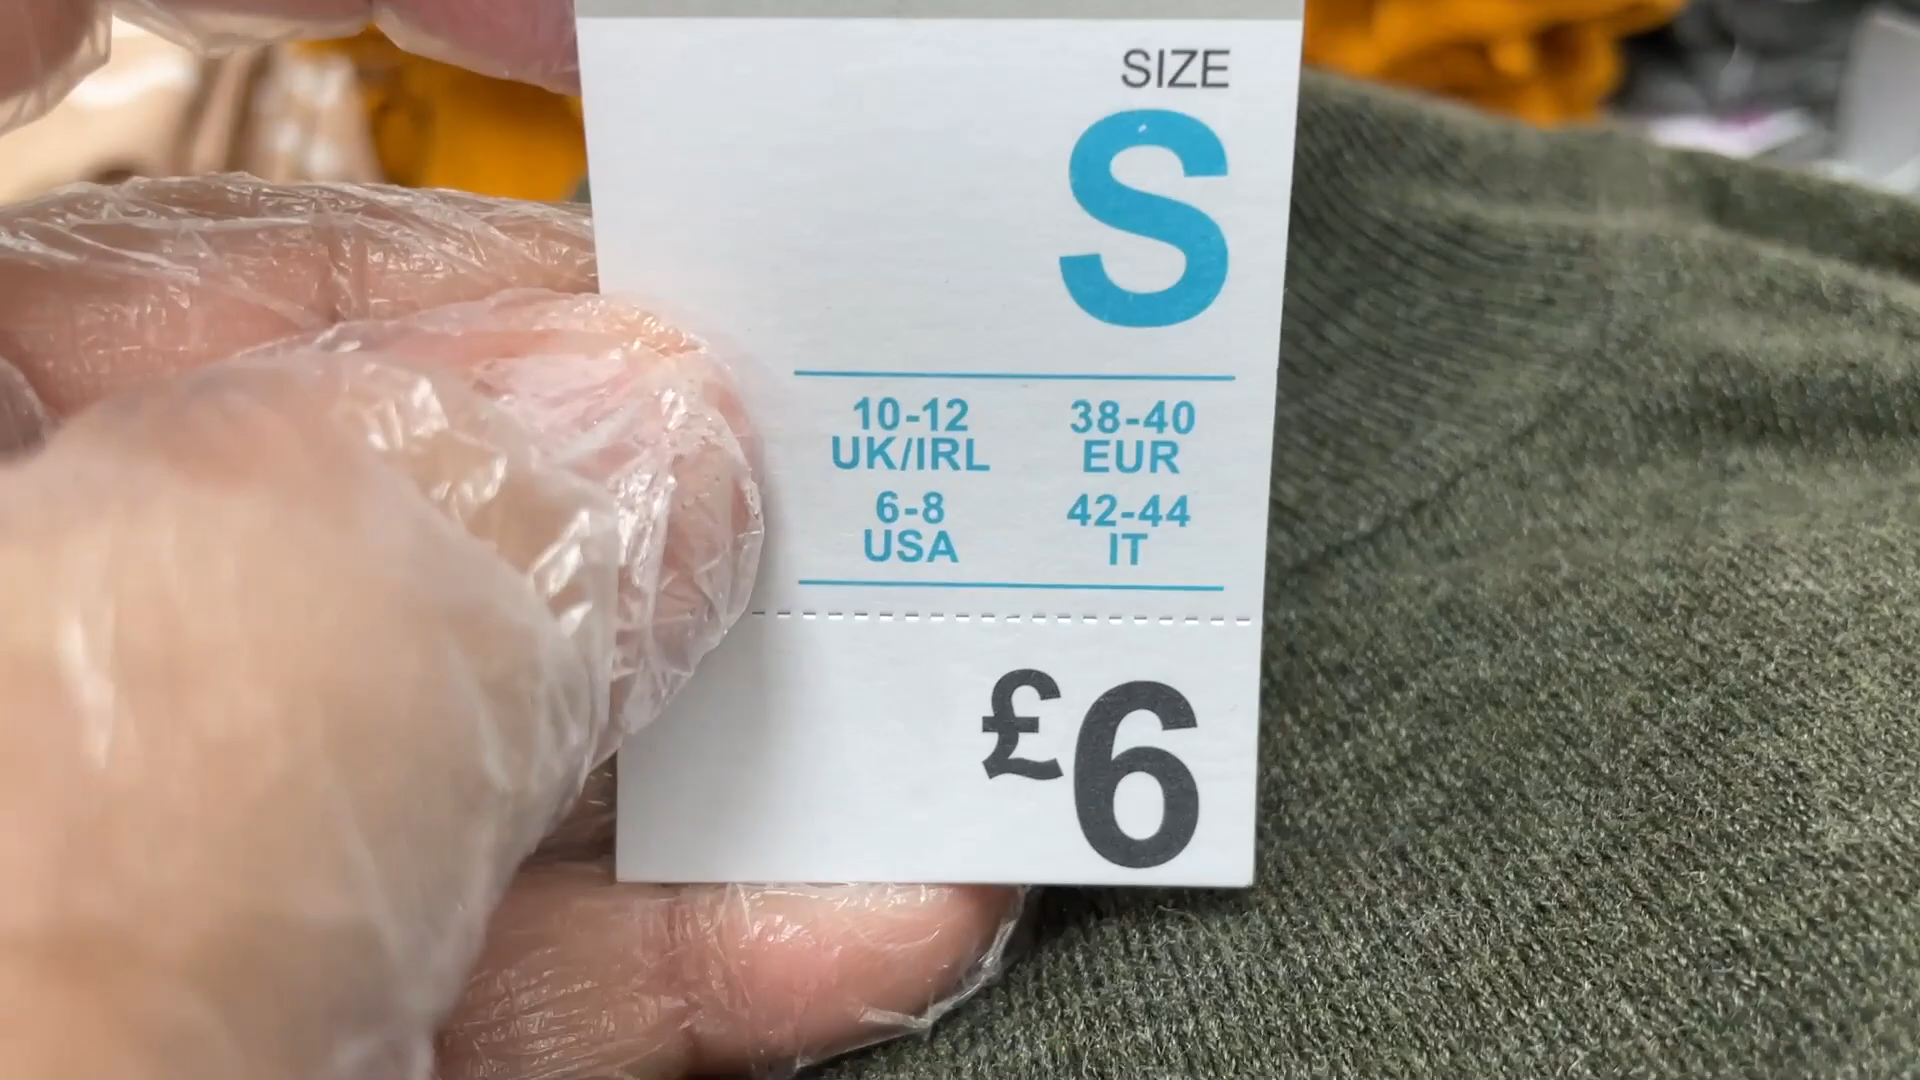 SIZE
S
10-12 38-40
UK/IRL EUR
6-8 42-44
USA IT
£6